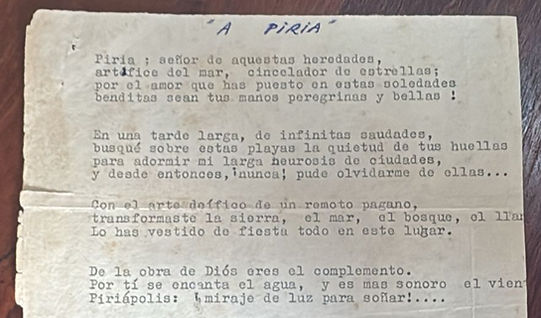 "A PIRIA"
Piria ; señor de aquestas heredades,
artífice del mar, cincelador de estrellas;
por el amor que has puesto en estas soledades
benditas sean tus manos peregrinas y bellas !
En una tarde larga, de infinitas saudades,
busqué sobre estas playas la quietud de tus huellas
para adormir mi larga neurosis de ciudades,
y desde entonces,¡nunca! pude olvidarme de ellas...
Con el arte deífico de un remoto pagano,
transformaste la sierra, el mar, el bosque, el
Lo has vestido de fiesta todo en este lugar.
De la obra de Diós eres el complemento.
Por tí se encanta el agua, y es mas sonoro el
Piriápolis: ¡miraje de luz para soñar!....